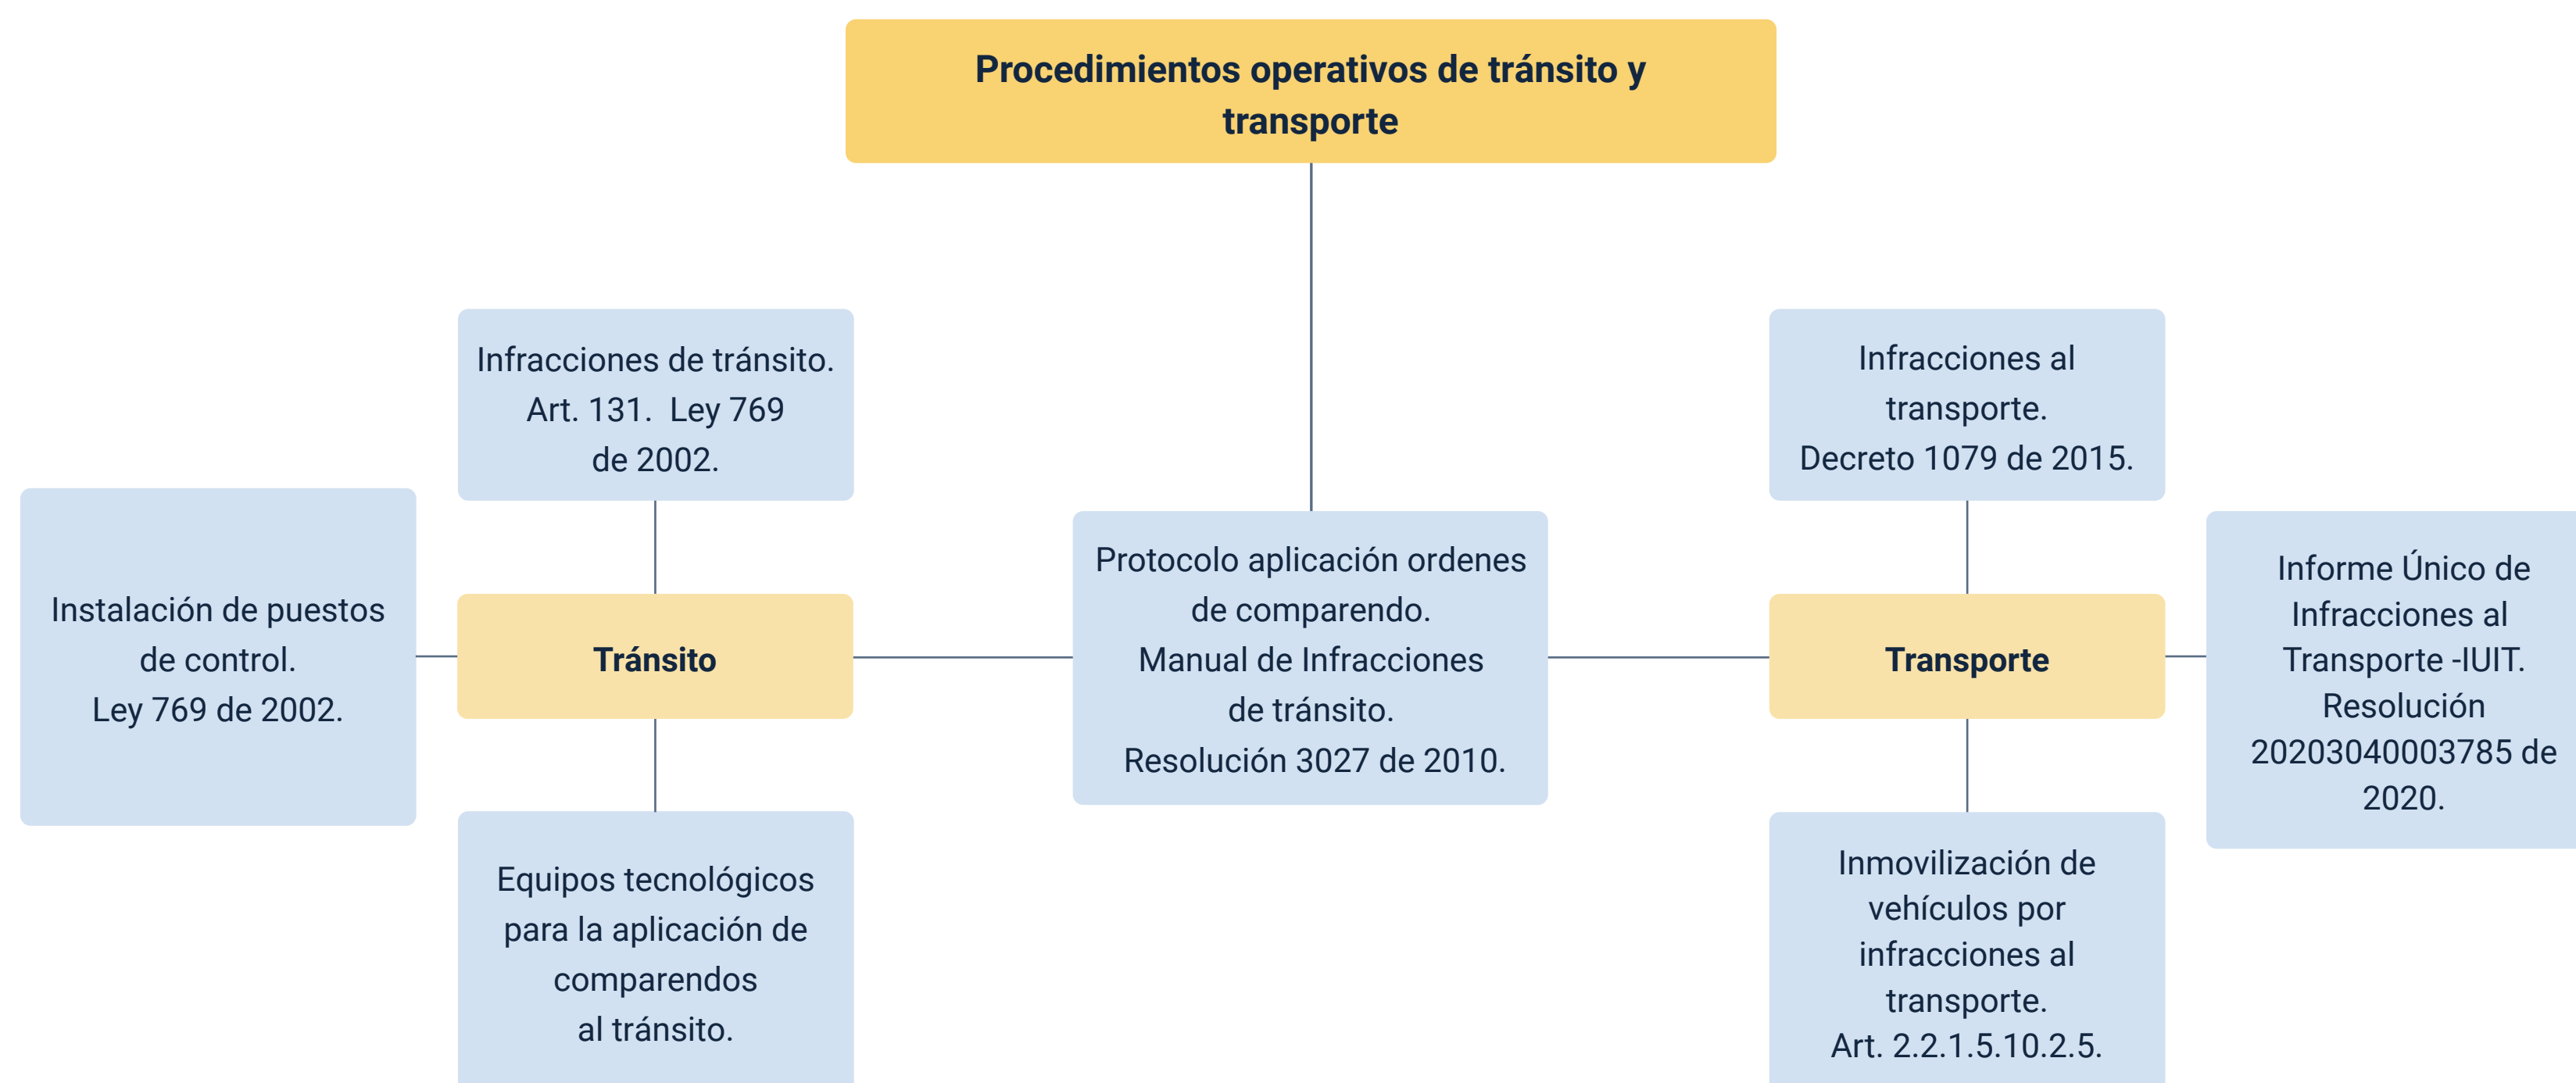 Procedimientos operativos de tránsito y
transporte
Infracciones de tránsito.
Art. 131.  Ley 769
de 2002.
Infracciones al
transporte.
Decreto 1079 de 2015.
Instalación de puestos
de control.
Ley 769 de 2002.
Tránsito
Protocolo aplicación ordenes
de comparendo.
Manual de Infracciones
de tránsito.
Resolución 3027 de 2010.
Transporte
Informe Único de
Infracciones al
Transporte -IUIT.
Resolución
20203040003785 de
2020.
Equipos tecnológicos
para la aplicación de
comparendos
al tránsito.
Inmovilización de
vehículos por
infracciones al
transporte.
Art. 2.2.1.5.10.2.5.